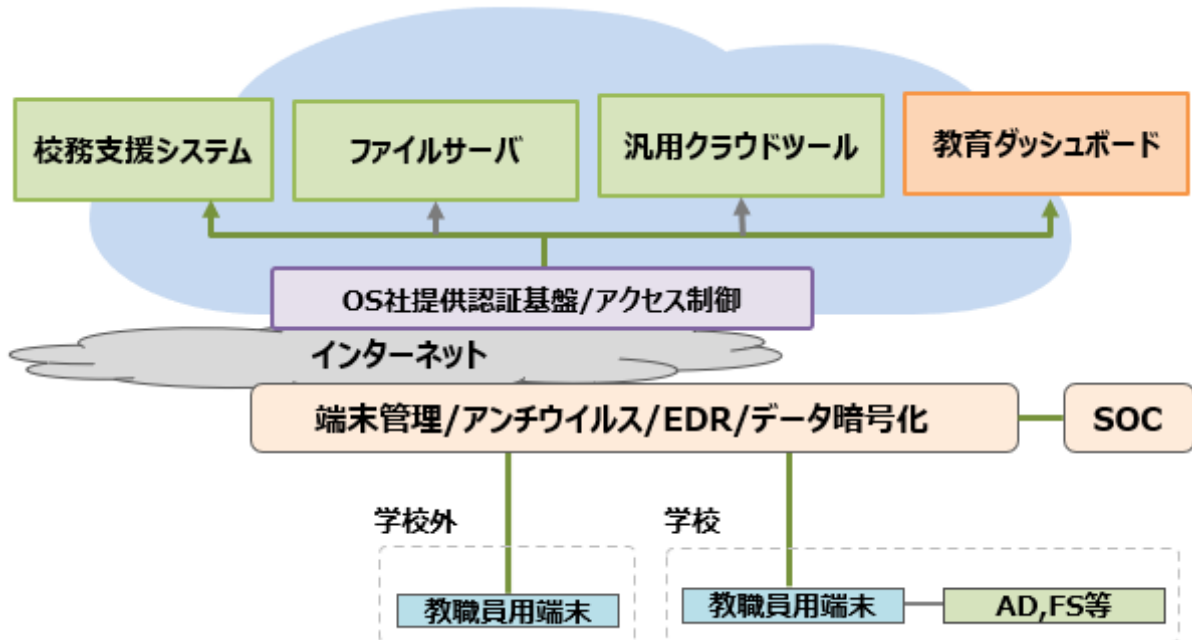 校務支援システム
ファイルサーバ
汎用クラウドツール
教育ダッシュボード
OS社提供認証基盤/アクセス制御
インターネット
端末管理/アンチウイルス/EDR/データ暗号化
SOC
学校外
学校
教職員用端末
教職員用端末
AD,FS等